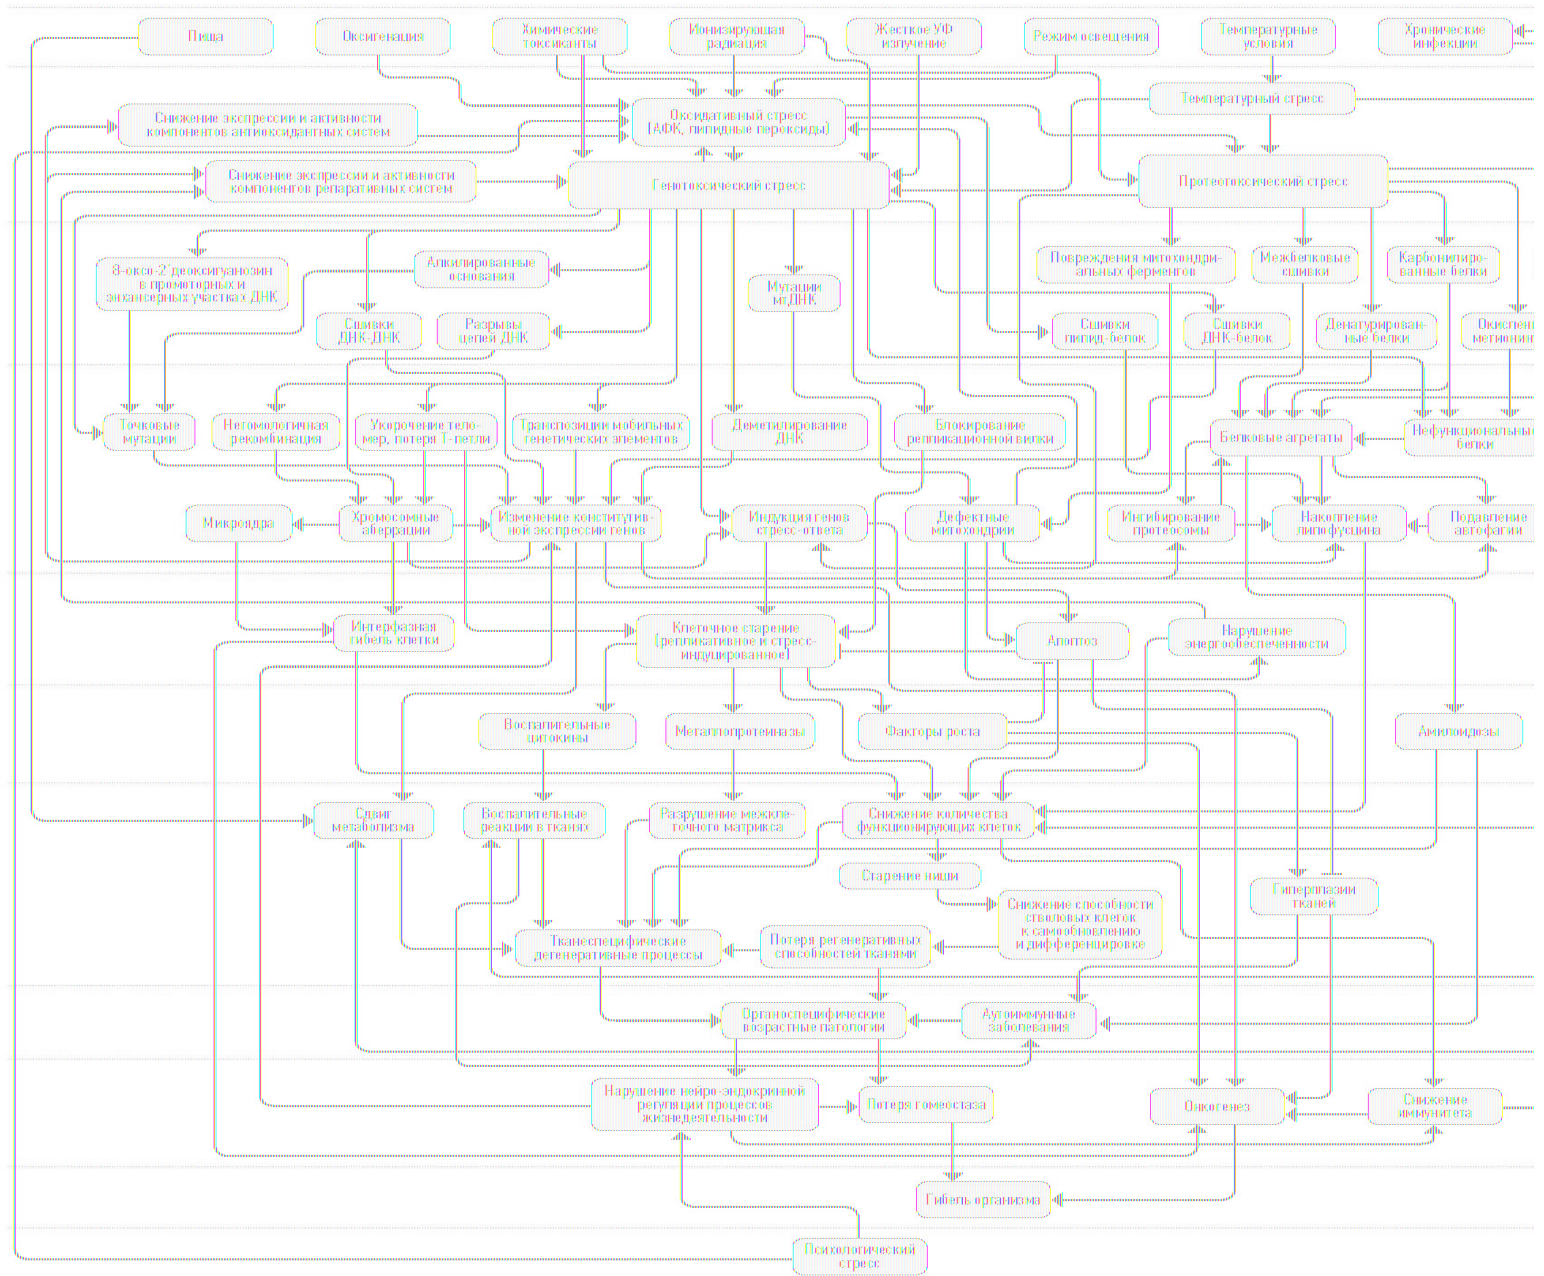 Пища
Оксигенация
Химические
токсиканты
Ионизирующая
радиация
Жесткое УФ
излучение
Режим освещения
Температурные
условия
Хронические
инфекции
Температурный стресс
Снижение экспрессии и активности
компонентов антиоксидантных систем
Оксидативный стресс
(АФК, липидные пероксиды)
Снижение экспрессии и активности
компонентов репаративных систем
Генотоксический стресс
Протеотоксический стресс
8-оксо-2'деоксигуанозин
в промоторных и
энхансерных участках ДНК
Алкилированные
основания
Мутации
мтДНК
Повреждения митохондри-
альных ферментов
Межбелковые
сшивки
Карбонилиро-
ванные белки
Сшивки
ДНК-ДНК
Разрывы
цепей ДНК
Сшивки
липид-белок
Сшивки
ДНК-белок
Денатурирован-
ные белки
Окислен
метионин
Точковые
мутации
Негомологичная
рекомбинация
Укорочение тело-
мер, потеря Т-петли
Транспозиции мобильных
генетических элементов
Деметилирование
ДНК
Блокирование
репликационной вилки
Белковые агрегаты
Нефункциональные
белки
Микроядра
Хромосомные
аберрации
Изменение конститутив-
ной экспрессии генов
Индукция генов
стресс-ответа
Дефектные
митохондрии
Ингибирование
протеосомы
Накопление
липофусцина
Подавление
автофагии
Интерфазная
гибель клетки
Клеточное старение
(репликативное и стресс-
индуцированное)
Апоптоз
Нарушение
энергообеспеченности
Воспалительные
цитокины
Металлопротеиназы
Факторы роста
Амилоидозы
Сдвиг
метаболизма
Воспалительные
реакции в тканях
Разрушение межкле-
точного матрикса
Снижение количества
функционирующих клеток
Старение ниши
Гиперплазии
тканей
Снижение способности
стволовых клеток
к самообновлению
и дифференцировке
Тканеспецифические
дегенеративные процессы
Потеря регенеративных
способностей тканями
Органоспецифические
возрастные патологии
Аутоиммунные
заболевания
Нарушение нейро-эндокринной
регуляции процессов
жизнедеятельности
Потеря гомеостаза
Онкогенез
Снижение
иммунитета
Гибель организма
Психологический
стресс